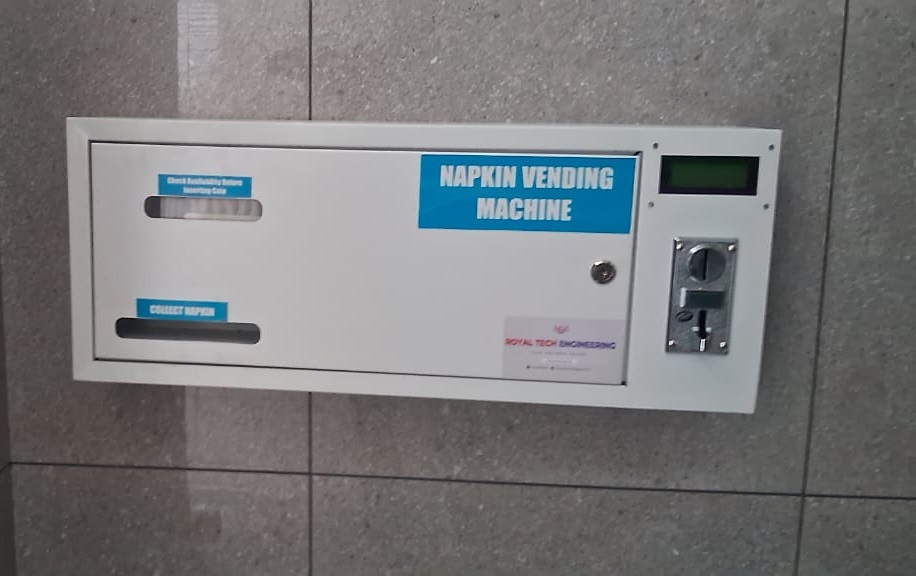 Check Availability Before
Inserting Coin
NAPKIN VENDING
MACHINE
COLLECT NAPKIN
ROYAL TECH ENGINEERING